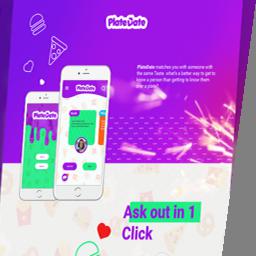 PlateDate
PlateDate matches you with someone with
the same Taste. what's a better way to get to
know a person than getting to know them
over a plate?
PlateDate
PlateDate
Ask out in 1
Click